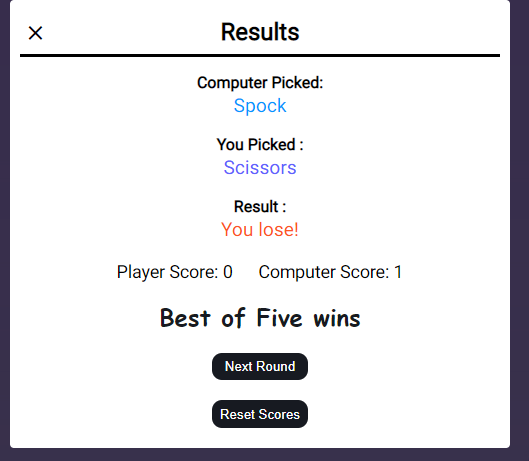 Results
Computer Picked:
Spock
You Picked :
Scissors
Result :
You lose!
Player Score: 0 Computer Score: 1
Best of Five wins
Next Round
Reset Scores